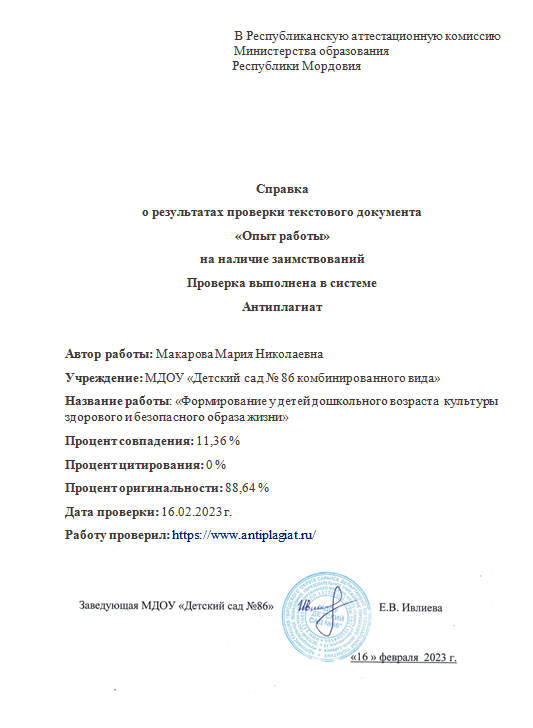 В Республиканскую аттестационную комиссию
Министерства образования
Республики Мордовия
Справка
о результатах проверки текстового документа
«Опыт работы»
на наличие заимствований
Проверка выполнена в системе
Антиплагиат
Автор работы: Макарова Мария Николаевна
Учреждение: МДОУ «Детский сад № 86 комбинированного вида»
Название работы: «Формирование у детей дошкольного возраста культуры
здорового и безопасного образа жизни»
Процент совпадения: 11,36 %
Процент цитирования: 0 %
Процент оригинальности: 88,64 %
Дата проверки: 16.02.2023 г.
Работу проверил: https://www.antiplagiat.ru/
Заведующая МДОУ «Детский сад №86»
Е.В. Ивлиева
«16 » февраля 2023 г.